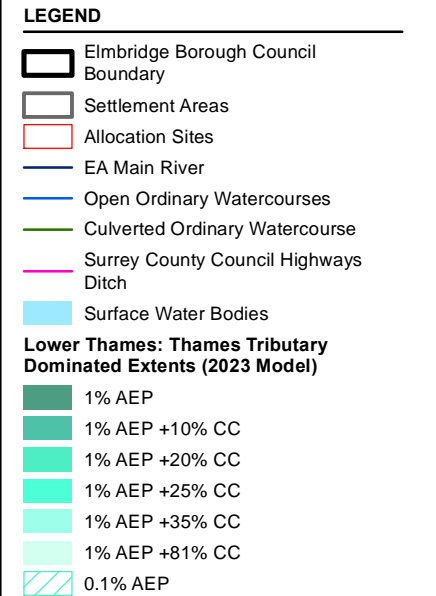 LEGEND
Elmbridge Borough Council
Boundary
Settlement Areas
Allocation Sites
EA Main River
Open Ordinary Watercourses
Culverted Ordinary Watercourse
Surrey County Council Highways
Ditch
Surface Water Bodies
Lower Thames: Thames Tributary
Dominated Extents (2023 Model)
1% AEP
1% AEP +10% CC
1% AEP +20% CC
1% AEP +25% CC
1% AEP +35% CC
1% AEP +81% CC
0.1% AEP